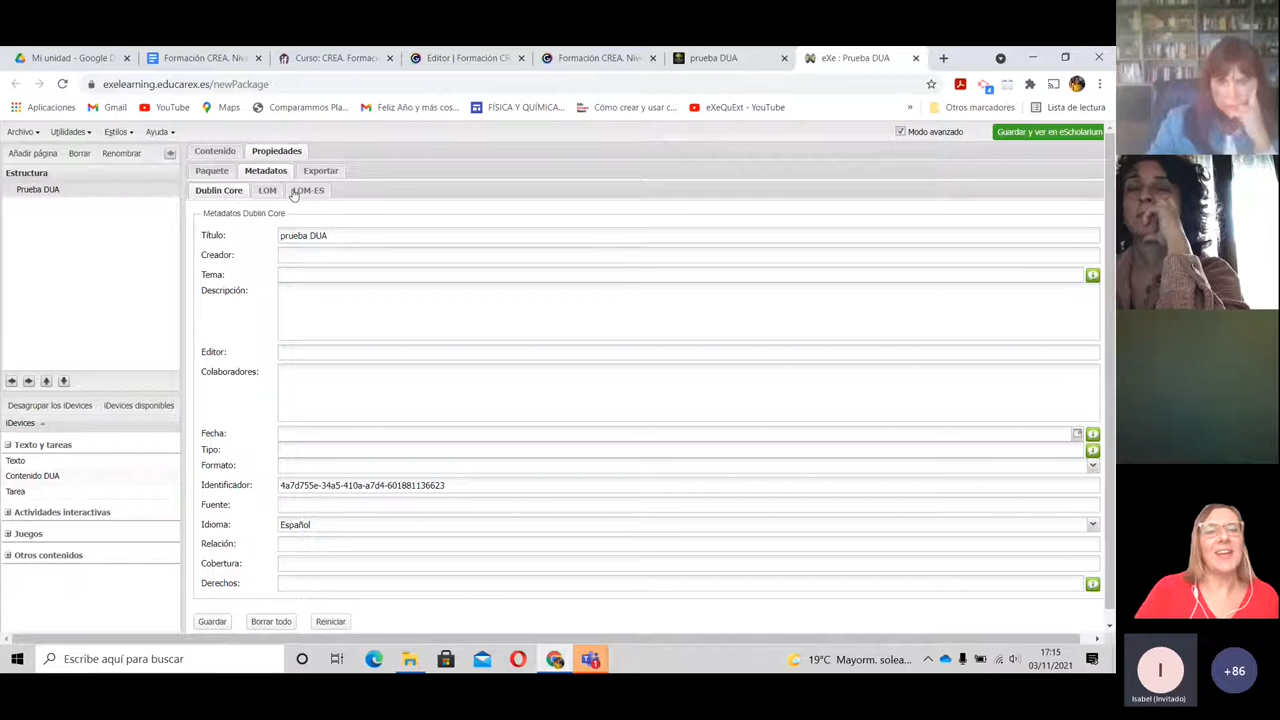 Mi unidad - Google D
Formación CREA. Niv
Curso: CREA. Formac
Editor | Formación CR
Formación CREA. Niv
prueba DUA
eXe : Prueba DUA
exelearning.educarex.es/newPackage
Aplicaciones
Gmail
YouTube
Maps
Comparammos Pla...
Feliz Año y más cos...
FÍSICA Y QUÍMICA...
Cómo crear y usar c...
eXeQuExt - YouTube
»
Otros marcadores
Lista de lectura
Archivo
Utilidades
Estilos
Ayuda
Modo avanzado
Guardar y ver en eScholarium
Añadir página
Borrar
Renombrar
Contenido
Propiedades
Estructura
Paquete
Metadatos
Exportar
Prueba DUA
Dublin Core
LOM
LOM-ES
Metadatos Dublin Core
Título:
prueba DUA
Creador:
Tema:
Descripción:
Editor:
Colaboradores:
Fecha:
Tipo:
Formato:
Identificador:
4a7d755e-34a5-410a-a7d4-601881136623
Fuente:
Idioma:
Español
Relación:
Cobertura:
Derechos:
Guardar
Borrar todo
Reiniciar
Desagrupar los iDevices
iDevices disponibles
iDevices
Texto y tareas
Texto
Contenido DUA
Tarea
Actividades interactivas
Juegos
Otros contenidos
Escribe aquí para buscar
19°C Mayorm. solea...
17:15
03/11/2021
I
Isabel (Invitado)
+86